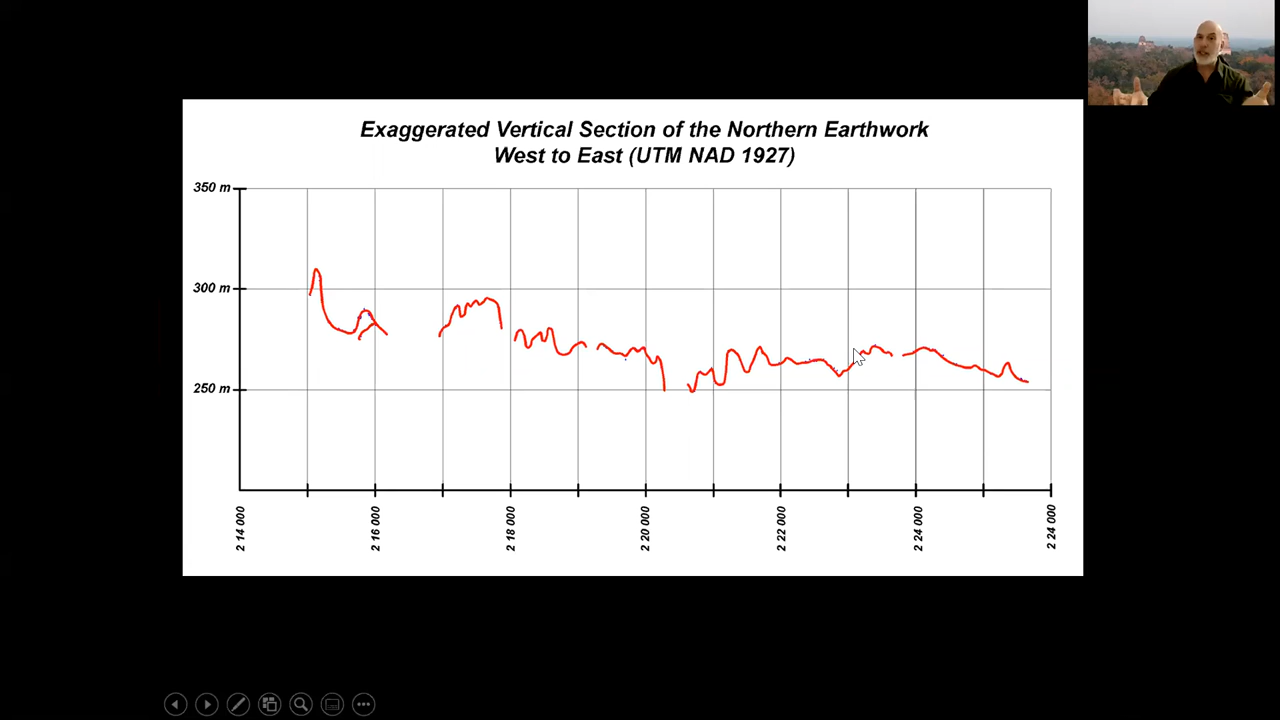 Exaggerated Vertical Section of the Northern Earthwork
West to East (UTM NAD 1927)
350 m
300 m
250 m
2 14 000
2 16 000
2 18 000
2 20 000
2 22 000
2 24 000
2 24 000